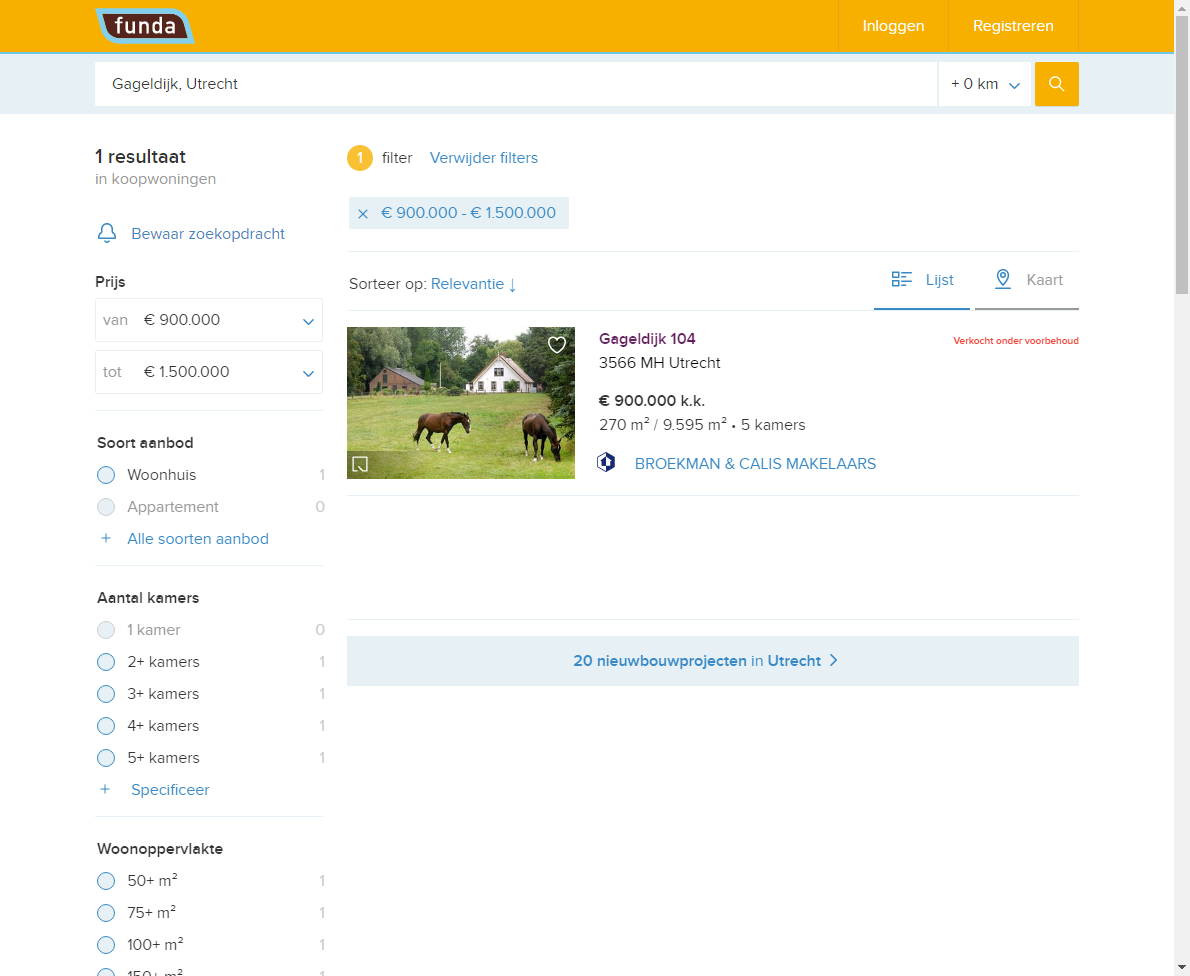 funda
Inloggen
Registreren
Gageldijk, Utrecht
+ 0 km
1 resultaat
in koopwoningen
Bewaar zoekopdracht
Prijs
van € 900.000
tot € 1.500.000
Soort aanbod
Woonhuis 1
Appartement 0
+ Alle soorten aanbod
Aantal kamers
1 kamer 0
2+ kamers 1
3+ kamers 1
4+ kamers 1
5+ kamers 1
+ Specificeer
Woonoppervlakte
50+ m² 1
75+ m² 1
100+ m² 1
150+ m² 1
1 filter Verwijder filters
× € 900.000 - € 1.500.000
Sorteer op: Relevantie ↓
Lijst
Kaart
Gageldijk 104
Verkocht onder voorbehoud
3566 MH Utrecht
€ 900.000 k.k.
270 m² / 9.595 m² • 5 kamers
BROEKMAN & CALIS MAKELAARS
20 nieuwbouwprojecten in Utrecht >